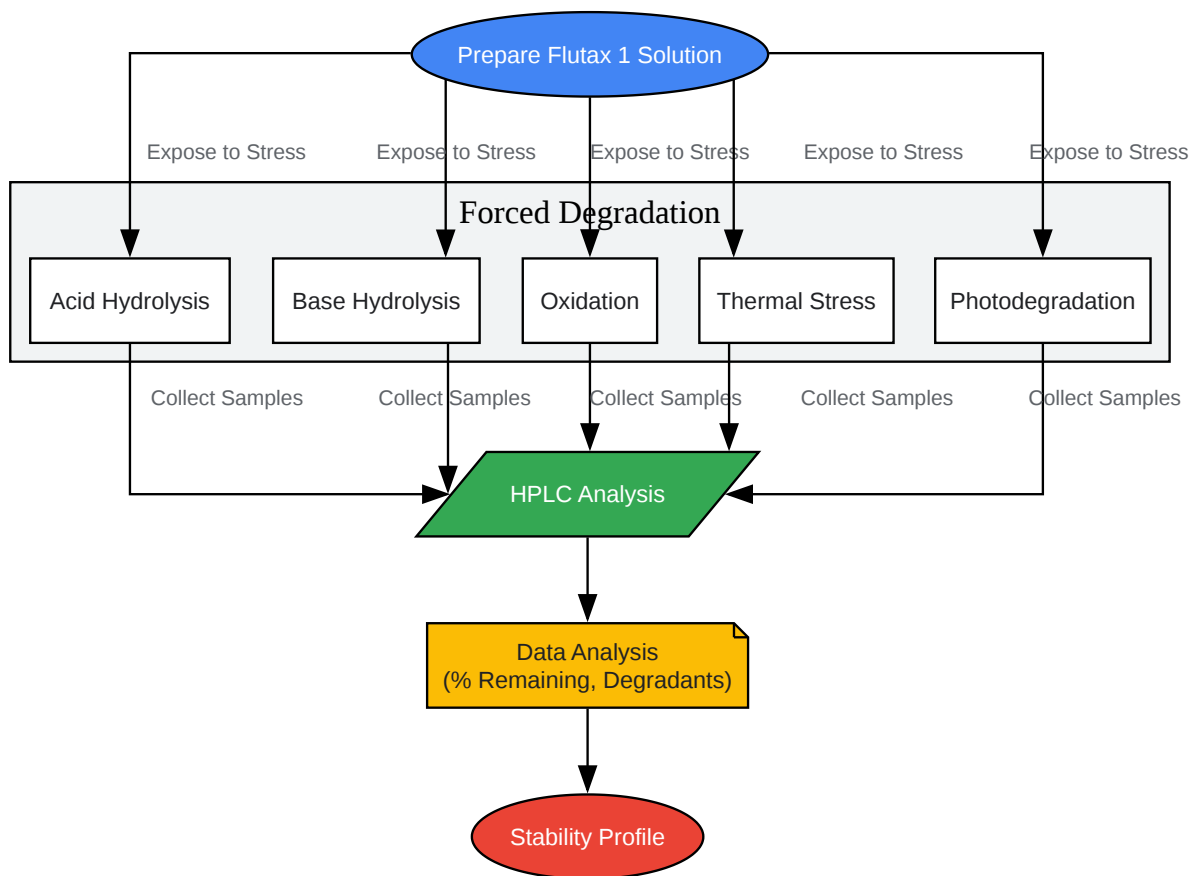 Prepare Flutax 1 Solution
Expose to Stress
Expose to Stress
Expose to Stress
Expose to Stress
Expose to Stress
Forced Degradation
Acid Hydrolysis
Base Hydrolysis
Oxidation
Thermal Stress
Photodegradation
Collect Samples
Collect Samples
Collect Samples
Collect Samples
Collect Samples
HPLC Analysis
Data Analysis
(% Remaining, Degradants)
Stability Profile